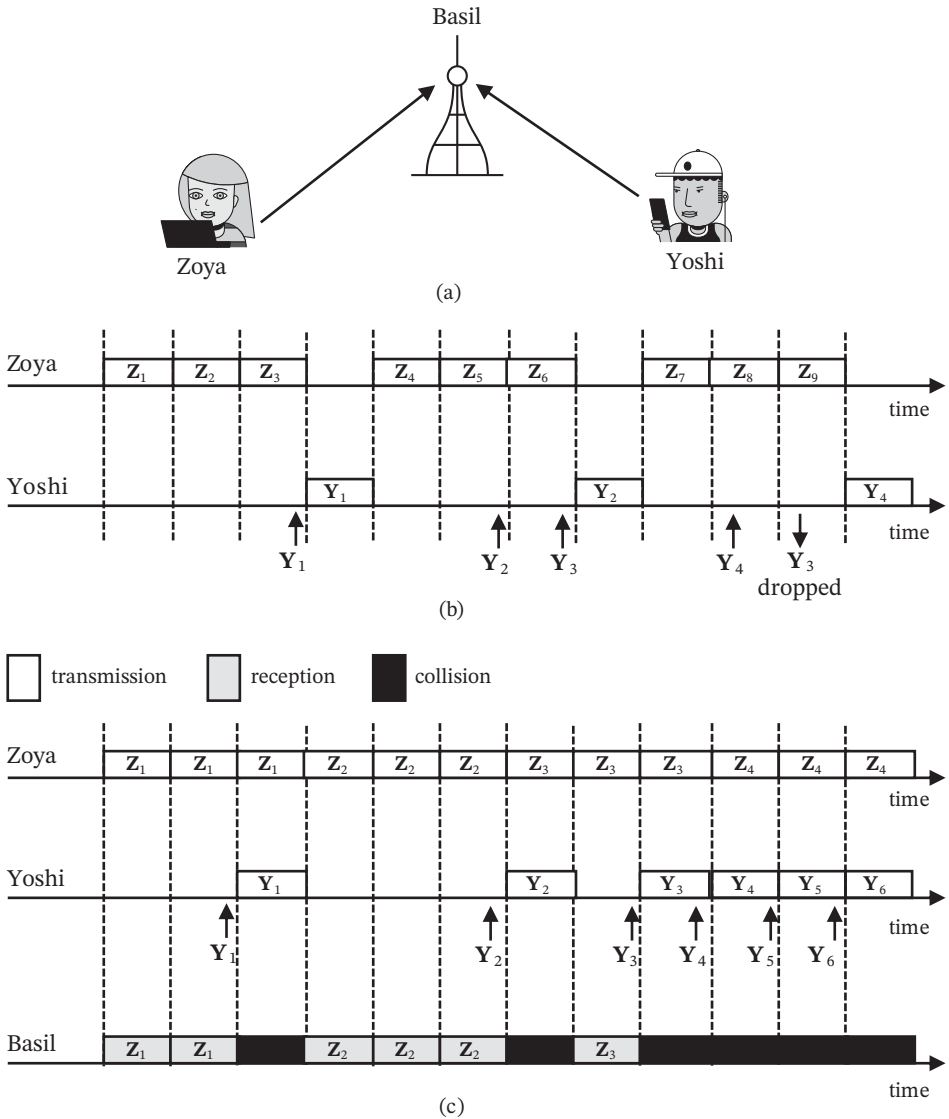 Basil
Zoya
Yoshi
(a)
Zoya Z1 Z2 Z3 Z4 Z5 Z6 Z7 Z8 Z9
time
Yoshi Y1 Y2 Y4
time
Y1 Y2 Y3 Y4 Y3
dropped
(b)
transmission reception collision
Zoya Z1 Z1 Z1 Z2 Z2 Z2 Z3 Z3 Z3 Z4 Z4 Z4
time
Yoshi Y1 Y2 Y3 Y4 Y5 Y6
time
Y1 Y2 Y3 Y4 Y5 Y6
Basil Z1 Z1 Z2 Z2 Z2 Z3
time
(c)